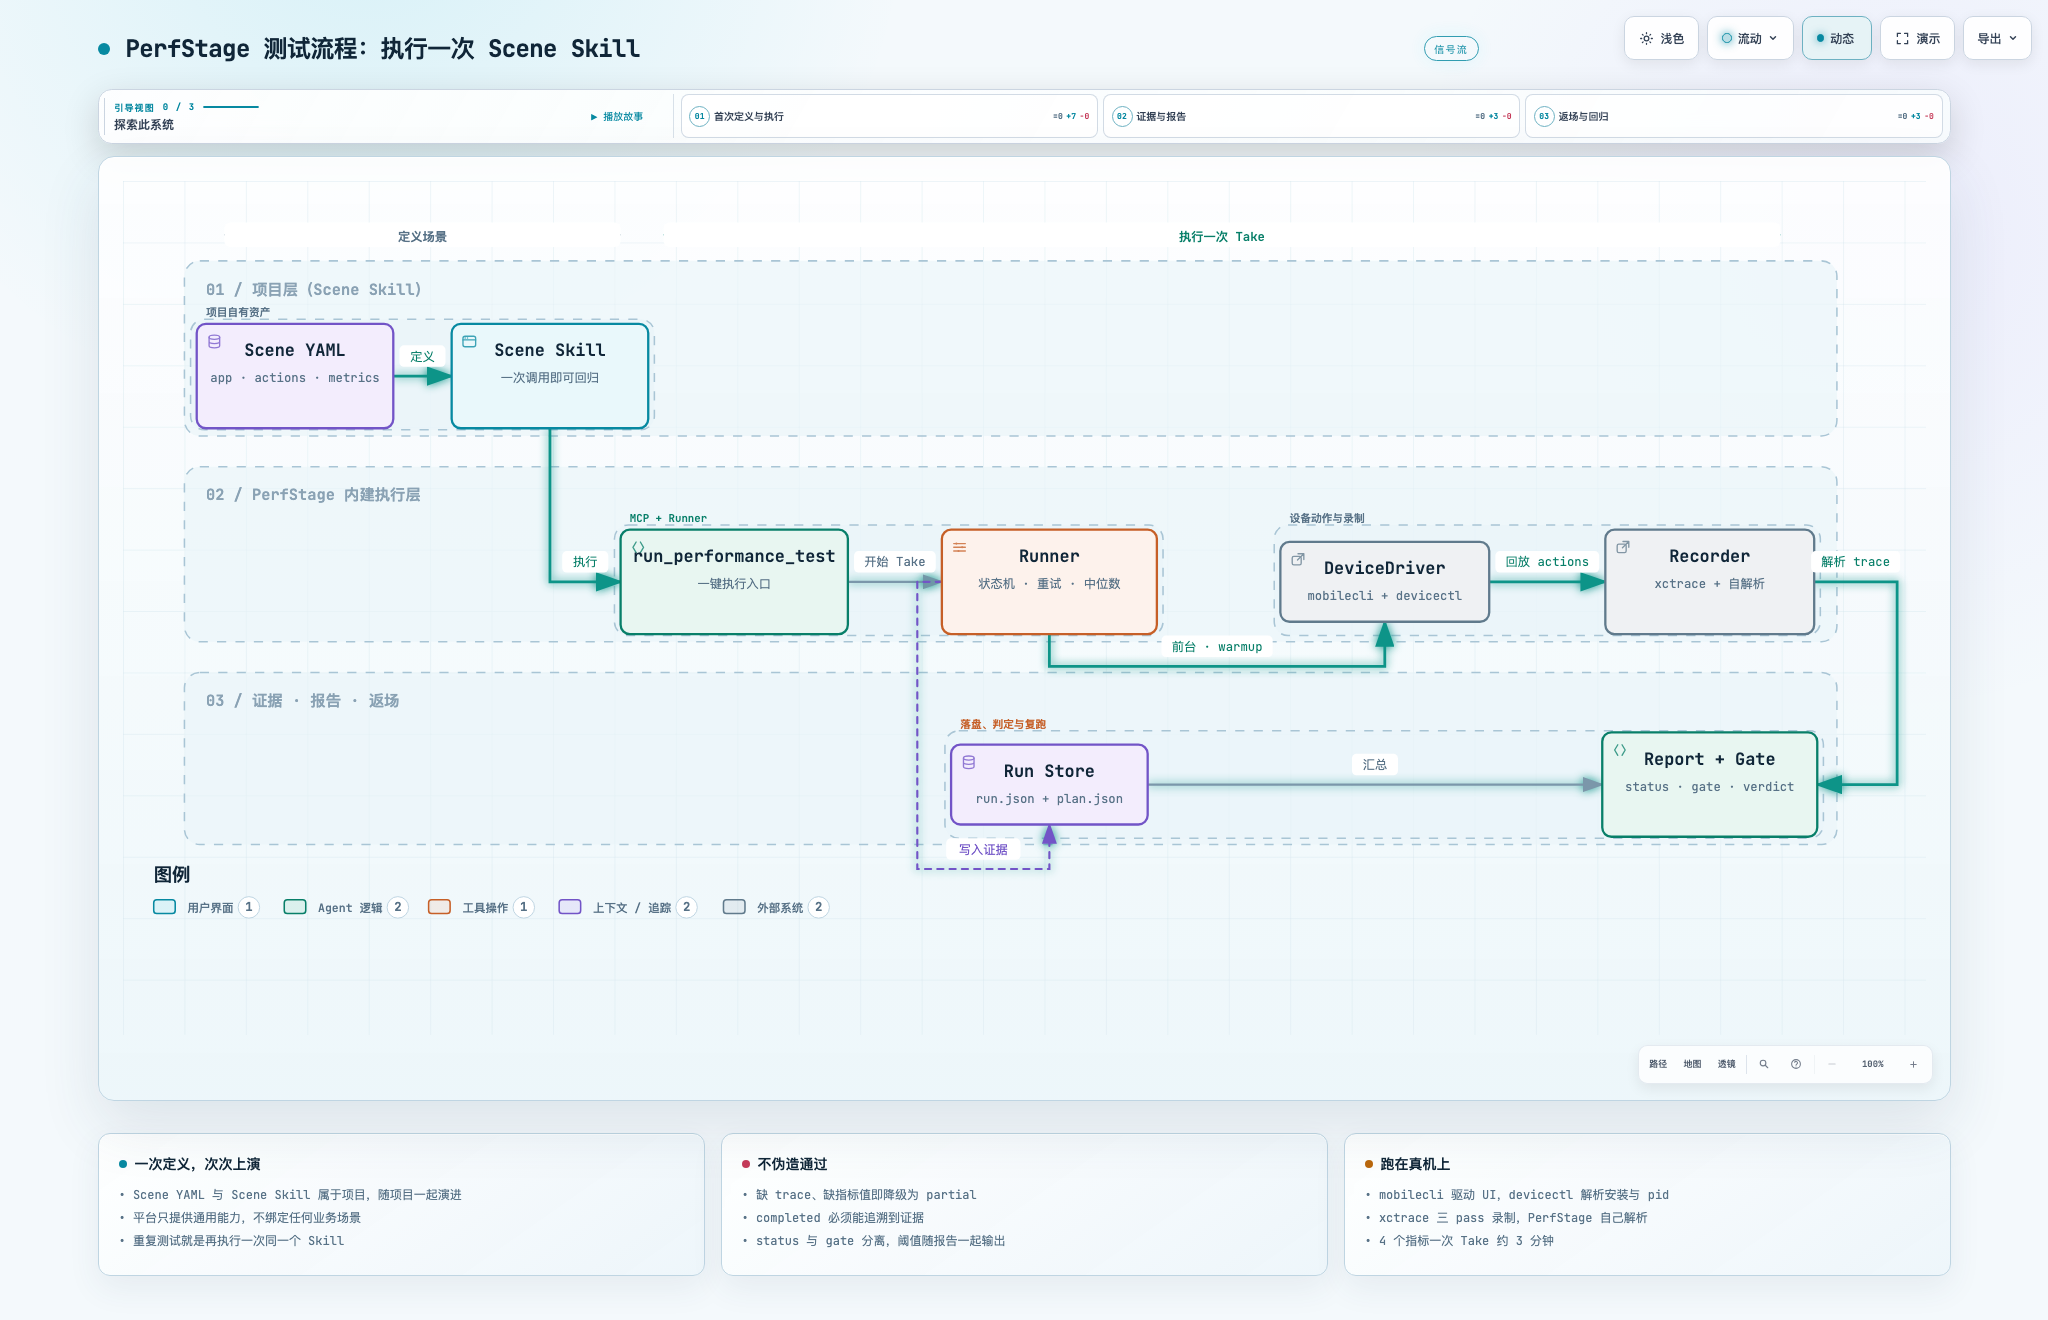 PerfStage 测试流程：执行一次 Scene Skill
信号流
浅色
流动
动态
演示
导出
引导视图 0 / 3
探索此系统
▶ 播放故事
01 首次定义与执行 =0 +7 -0
02 证据与报告 =0 +3 -0
03 返场与回归 =0 +3 -0
定义场景
执行一次 Take
01 / 项目层 (Scene Skill)
项目自有资产
Scene YAML
app · actions · metrics
定义
Scene Skill
一次调用即可回归
02 / PerfStage 内建执行层
MCP + Runner
执行
run_performance_test
一键执行入口
开始 Take
Runner
状态机 · 重试 · 中位数
设备动作与录制
DeviceDriver
mobilecli + devicectl
回放 actions
Recorder
xctrace + 自解析
解析 trace
前台 · warmup
03 / 证据 · 报告 · 返场
落盘、判定与复跑
Run Store
run.json + plan.json
汇总
Report + Gate
status · gate · verdict
写入证据
图例
用户界面 1
Agent 逻辑 2
工具操作 1
上下文 / 追踪 2
外部系统 2
路径
地图
透镜
100%
一次定义，次次上演
• Scene YAML 与 Scene Skill 属于项目，随项目一起演进
• 平台只提供通用能力，不绑定任何业务场景
• 重复测试就是再执行一次同一个 Skill
不伪造通过
• 缺 trace、缺指标值即降级为 partial
• completed 必须能追溯到证据
• status 与 gate 分离，阈值随报告一起输出
跑在真机上
• mobilecli 驱动 UI，devicectl 解析安装与 pid
• xctrace 三 pass 录制，PerfStage 自己解析
• 4 个指标一次 Take 约 3 分钟